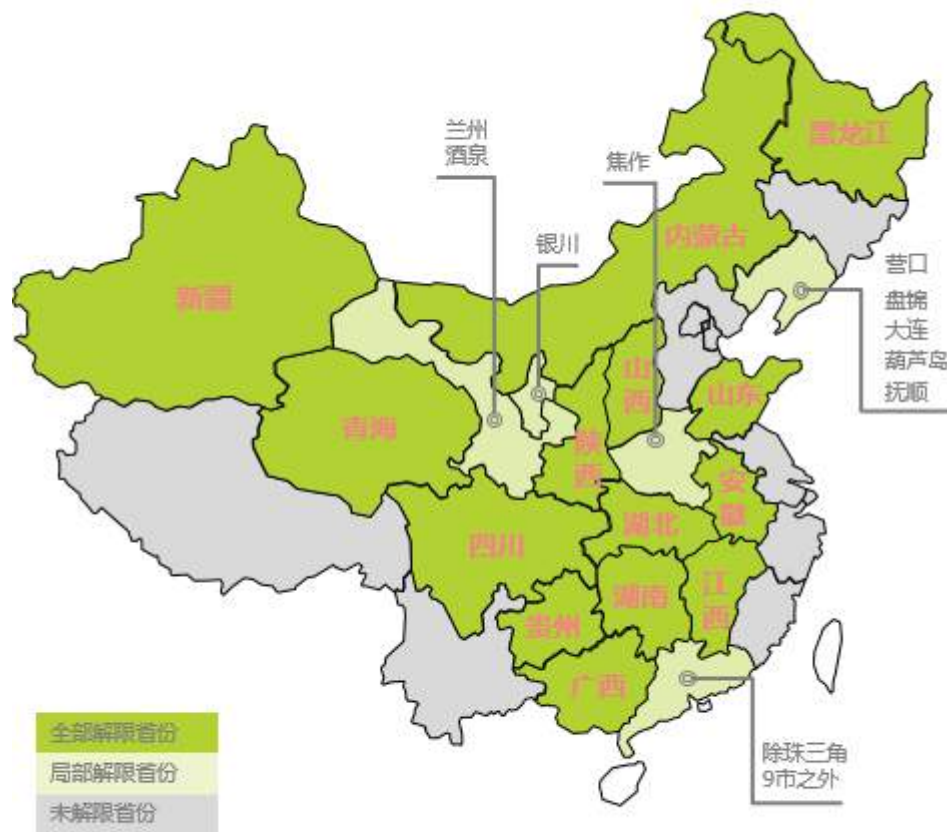 兰州
酒泉
焦作
黑龙江
银川
内蒙古
新疆
营口
盘锦
大连
葫芦岛
抚顺
山
西
山东
青海
陕
西
安
徽
湖北
四川
江
西
湖南
贵州
广西
全部解限省份
局部解限省份
未解限省份
除珠三角
9市之外